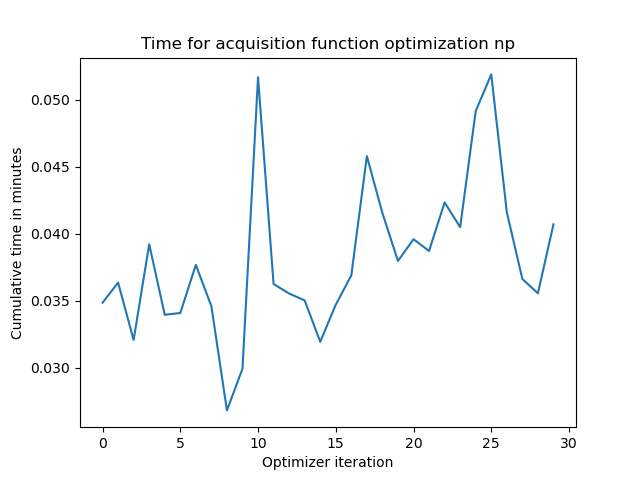 Time for acquisition function optimization np
0.050
0.045
0.040
0.035
0.030
Cumulative time in minutes
0 5 10 15 20 25 30
Optimizer iteration